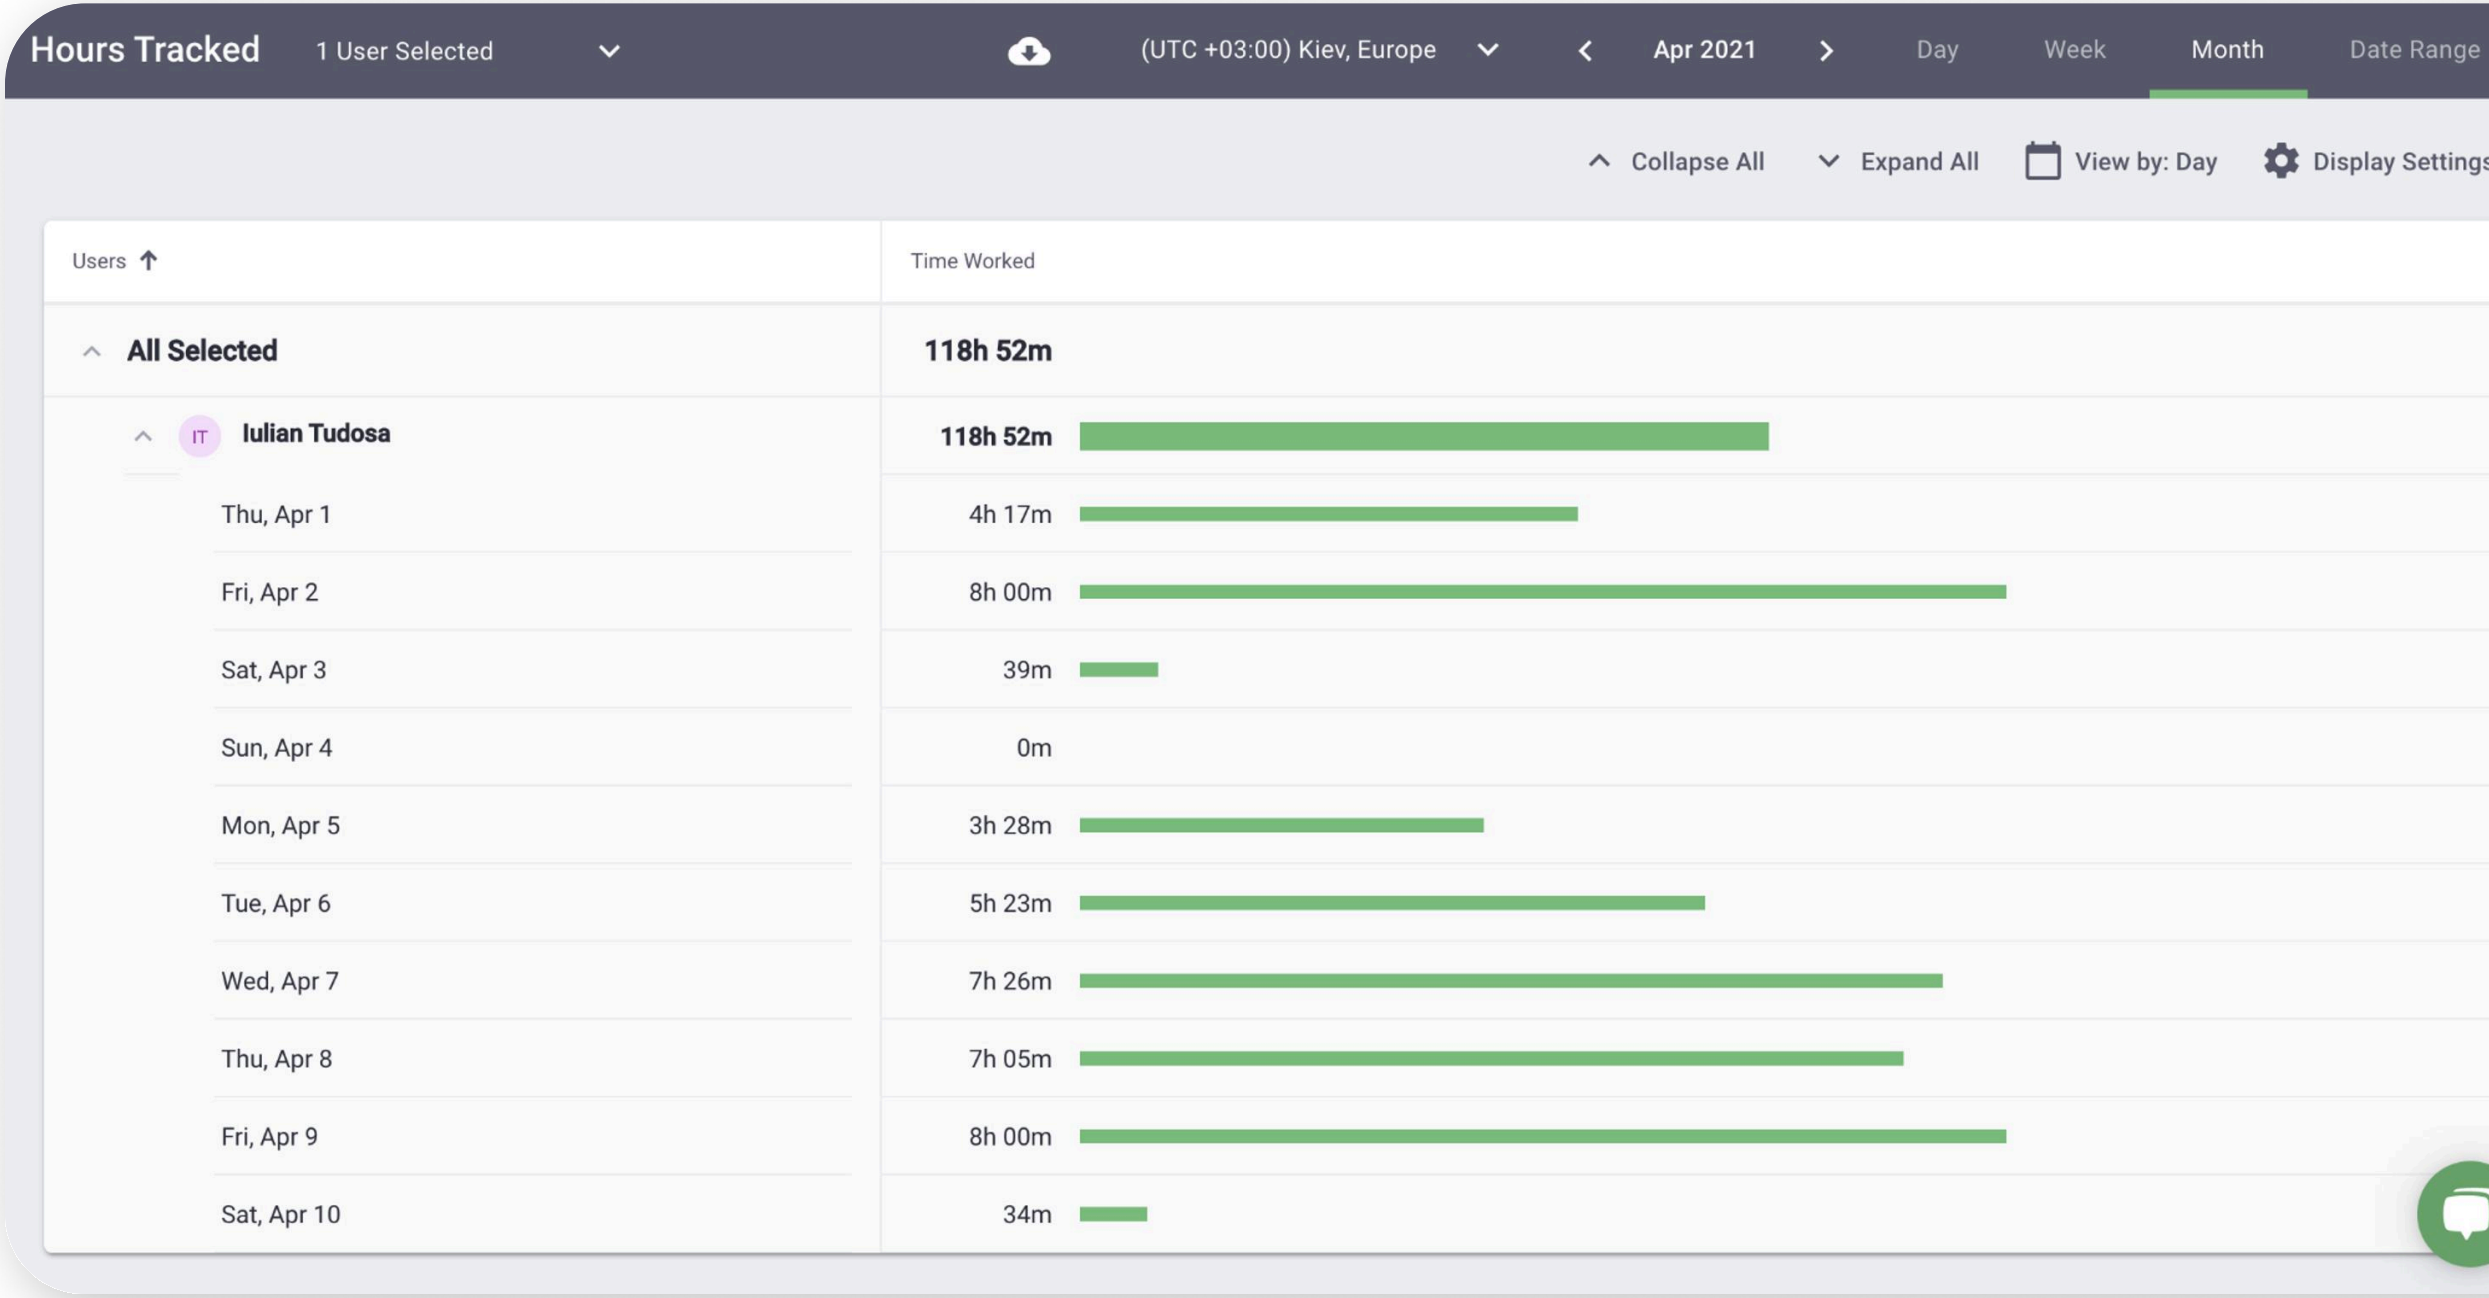 Hours Tracked 1 User Selected (UTC +03:00) Kiev, Europe Apr 2021 Day Week Month Date Range
Collapse All Expand All View by: Day Display Settings
Users Time Worked
All Selected 118h 52m
IT Iulian Tudosa 118h 52m
Thu, Apr 1 4h 17m
Fri, Apr 2 8h 00m
Sat, Apr 3 39m
Sun, Apr 4 0m
Mon, Apr 5 3h 28m
Tue, Apr 6 5h 23m
Wed, Apr 7 7h 26m
Thu, Apr 8 7h 05m
Fri, Apr 9 8h 00m
Sat, Apr 10 34m